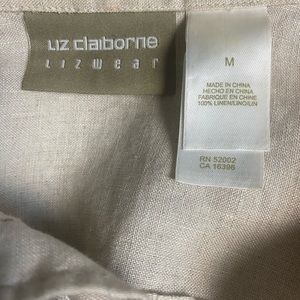 liz claiborne
LIZWEAR
M
MADE IN CHINA
HECHO EN CHINA
FABRIQUE EN CHINE
100% LINEN/LINO/LIN
RN 52002
CA 16396